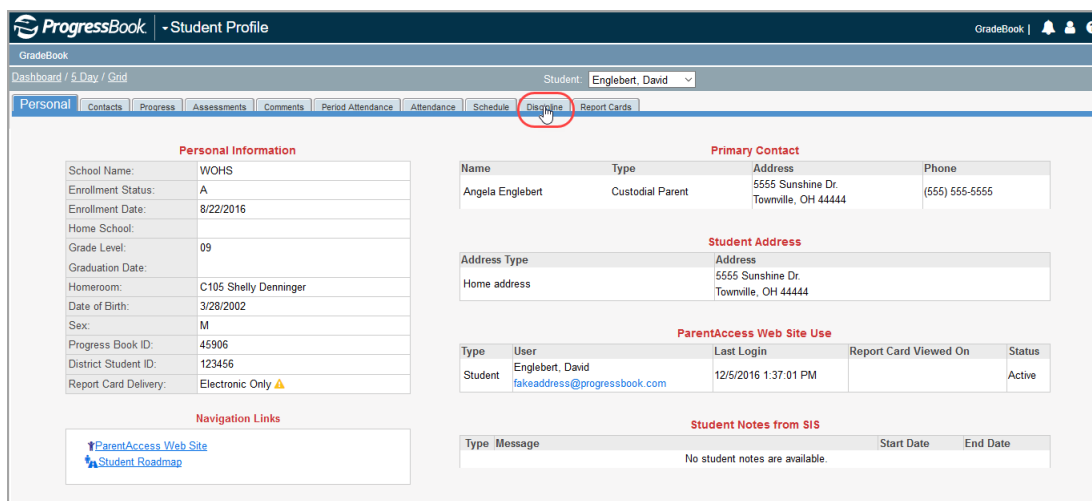 ProgressBook. Student Profile GradeBook |
GradeBook
Dashboard / 5 Day / Grid Student: Englebert, David
Personal Contacts Progress Assessments Comments Period Attendance Attendance Schedule Discipline Report Cards
Personal Information
School Name: WOHS
Enrollment Status: A
Enrollment Date: 8/22/2016
Home School:
Grade Level: 09
Graduation Date:
Homeroom: C105 Shelly Denninger
Date of Birth: 3/28/2002
Sex: M
Progress Book ID: 45906
District Student ID: 123456
Report Card Delivery: Electronic Only
Navigation Links
ParentAccess Web Site
Student Roadmap
Primary Contact
Name Type Address Phone
Angela Englebert Custodial Parent 5555 Sunshine Dr. (555) 555-5555
Townville, OH 44444
Student Address
Address Type Address
Home address 5555 Sunshine Dr.
Townville, OH 44444
ParentAccess Web Site Use
Type User Last Login Report Card Viewed On Status
Student Englebert, David 12/5/2016 1:37:01 PM Active
fakeaddress@progressbook.com
Student Notes from SIS
Type Message Start Date End Date
No student notes are available.